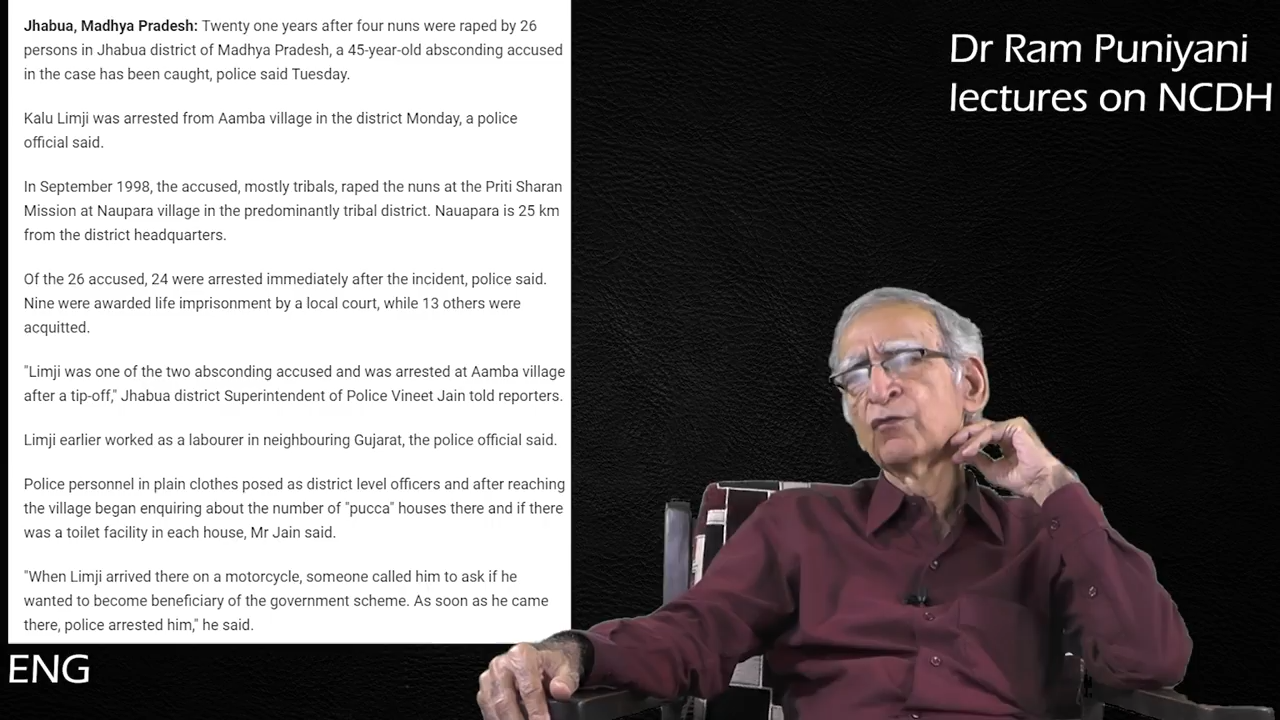 Jhabua, Madhya Pradesh: Twenty one years after four nuns were raped by 26
persons in Jhabua district of Madhya Pradesh, a 45-year-old absconding accused
in the case has been caught, police said Tuesday.
Kalu Limji was arrested from Aamba village in the district Monday, a police
official said.
In September 1998, the accused, mostly tribals, raped the nuns at the Priti Sharan
Mission at Naupara village in the predominantly tribal district. Nauapara is 25 km
from the district headquarters.
Of the 26 accused, 24 were arrested immediately after the incident, police said.
Nine were awarded life imprisonment by a local court, while 13 others were
acquitted.
"Limji was one of the two absconding accused and was arrested at Aamba village
after a tip-off," Jhabua district Superintendent of Police Vineet Jain told reporters.
Limji earlier worked as a labourer in neighbouring Gujarat, the police official said.
Police personnel in plain clothes posed as district level officers and after reaching
the village began enquiring about the number of "pucca" houses there and if there
was a toilet facility in each house, Mr Jain said.
"When Limji arrived there on a motorcycle, someone called him to ask if he
wanted to become beneficiary of the government scheme. As soon as he came
there, police arrested him," he said.
ENG
Dr Ram Puniyani
lectures on NCDH